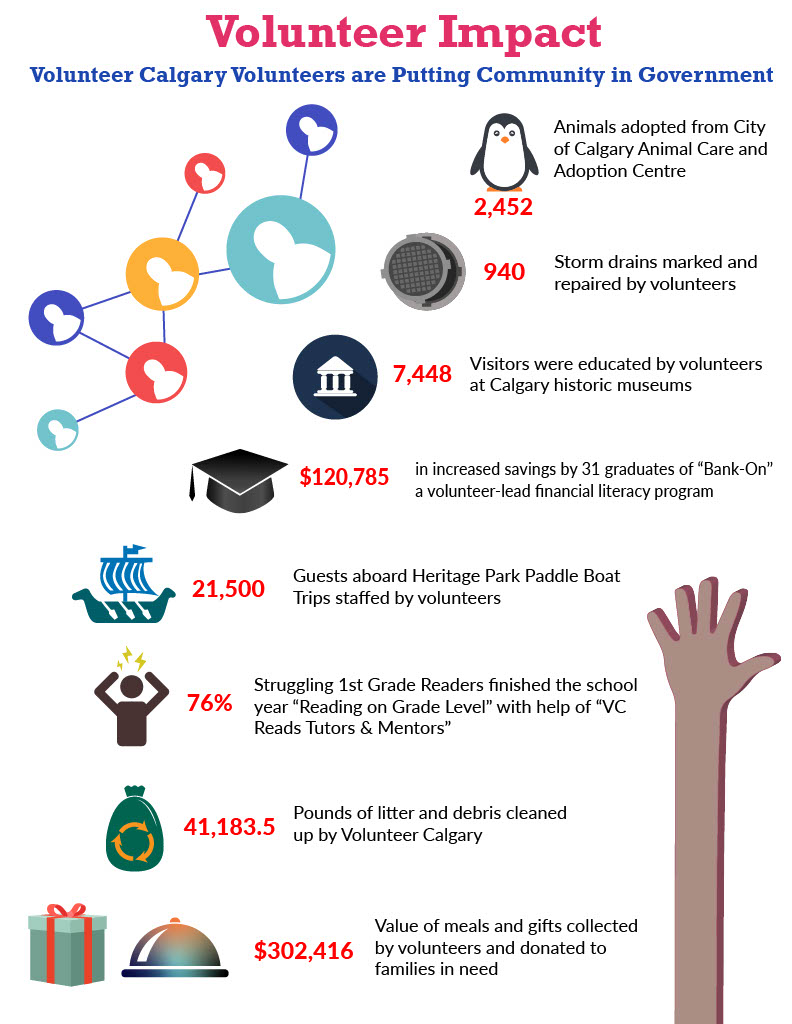 Volunteer Impact
Volunteer Calgary Volunteers are Putting Community in Government
Animals adopted from City
of Calgary Animal Care and
Adoption Centre
2,452
940
Storm drains marked and
repaired by volunteers
7,448
Visitors were educated by volunteers
at Calgary historic museums
$120,785
in increased savings by 31 graduates of “Bank-On”
a volunteer-lead financial literacy program
21,500
Guests aboard Heritage Park Paddle Boat
Trips staffed by volunteers
76%
Struggling 1st Grade Readers finished the school
year “Reading on Grade Level” with help of “VC
Reads Tutors & Mentors”
41,183.5
Pounds of litter and debris cleaned
up by Volunteer Calgary
$302,416
Value of meals and gifts collected
by volunteers and donated to
families in need